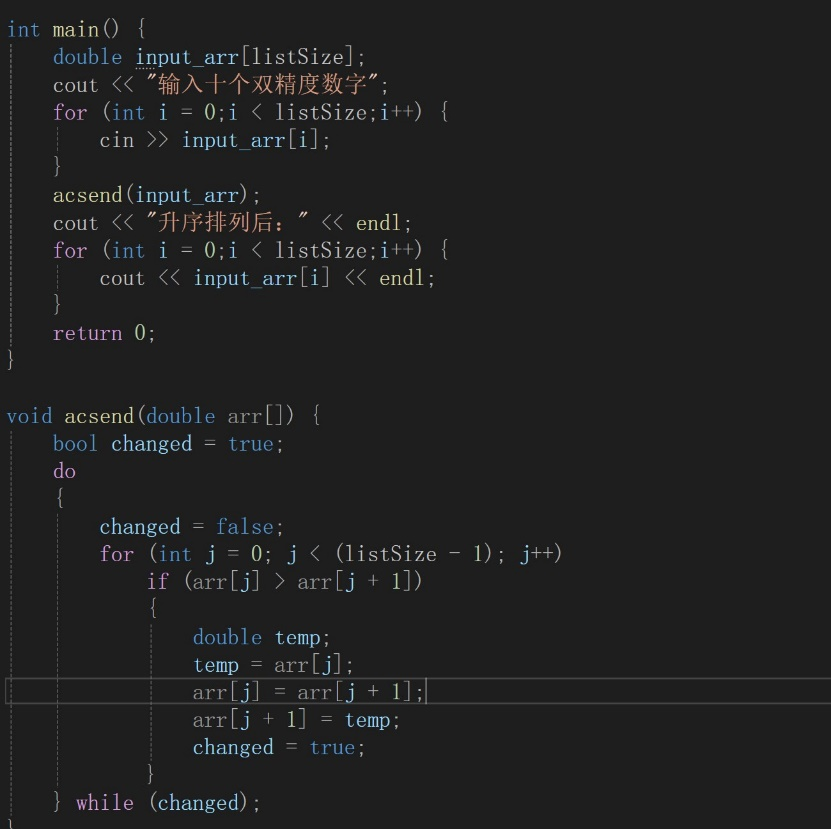 int main() {
    double input_arr[listSize];
    cout << "输入十个双精度数字";
    for (int i = 0;i < listSize;i++) {
        cin >> input_arr[i];
    }
    acsend(input_arr);
    cout << "升序排列后：" << endl;
    for (int i = 0;i < listSize;i++) {
        cout << input_arr[i] << endl;
    }
    return 0;
}
void acsend(double arr[]) {
    bool changed = true;
    do
    {
        changed = false;
        for (int j = 0; j < (listSize - 1); j++)
            if (arr[j] > arr[j + 1])
            {
                double temp;
                temp = arr[j];
                arr[j] = arr[j + 1];
                arr[j + 1] = temp;
                changed = true;
            }
    } while (changed);
}